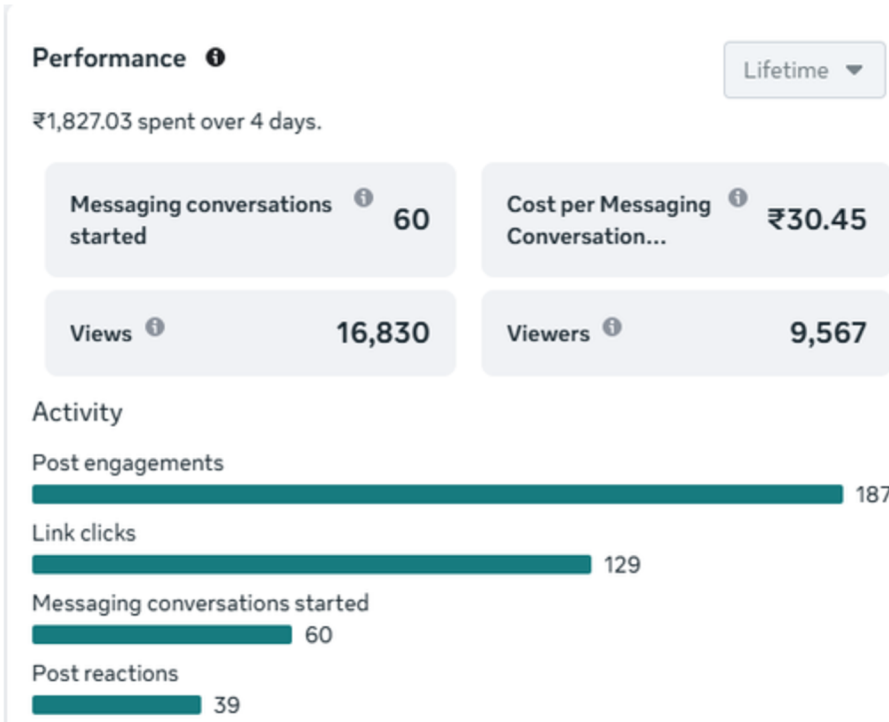 Performance
Lifetime
₹1,827.03 spent over 4 days.
Messaging conversations
started
60
Cost per Messaging
Conversation...
₹30.45
Views
16,830
Viewers
9,567
Activity
Post engagements
187
Link clicks
129
Messaging conversations started
60
Post reactions
39